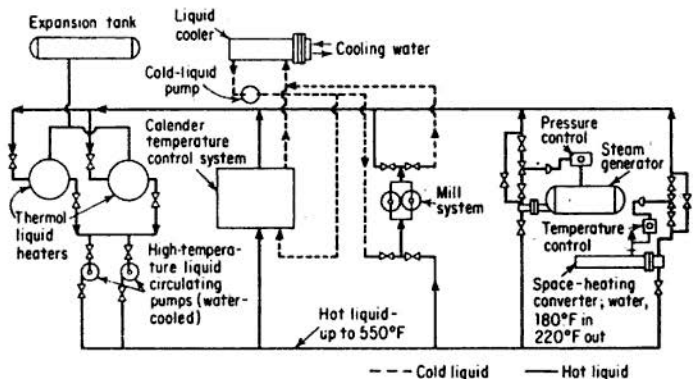 Expansion tank
Liquid
cooler
Cooling water
Cold-liquid
pump
Calender
temperature
control system
Pressure
control
Steam
generator
Mill
system
Thermol
liquid
heaters
High-temper-
ature liquid
circulating
pumps (water-
cooled)
Temperature
control
Space-heating
converter; water,
180°F in
220°F out
Hot liquid-
up to 550°F
Cold liquid
Hot liquid